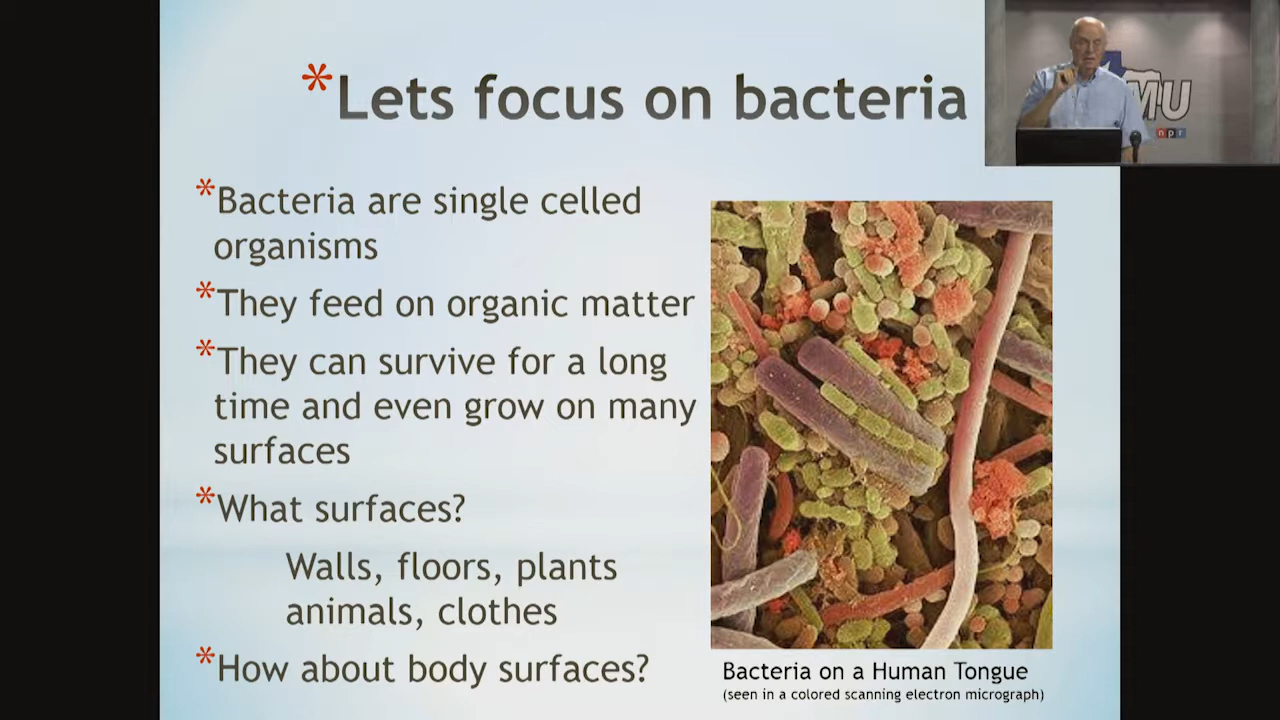 *Lets focus on bacteria
MU
npr
*Bacteria are single celled
organisms
*They feed on organic matter
*They can survive for a long
time and even grow on many
surfaces
*What surfaces?
Walls, floors, plants
animals, clothes
*How about body surfaces?
Bacteria on a Human Tongue
(seen in a colored scanning electron micrograph)